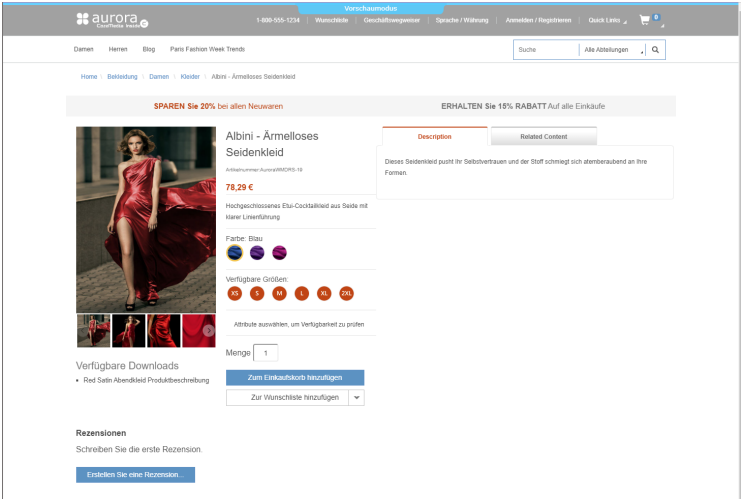 Vorschaumodus
aurora
CoreMedia meets
1-800-555-1234
Wunschliste
Geschäftswegweiser
Sprache / Währung
Anmelden / Registrieren
Quick Links
0
Damen
Herren
Blog
Paris Fashion Week Trends
Suche
Alle Abteilungen
Home \ Bekleidung \ Damen \ Kleider \ Albini - Ärmelloses Seidenkleid
SPAREN Sie 20% bei allen Neuwaren
ERHALTEN Sie 15% RABATT Auf alle Einkäufe
Albini - Ärmelloses
Seidenkleid
Artikelnummer:AuroraWMDRS-19
78,29 €
Hochgeschlossenes Etui-Cocktailkleid aus Seide mit
klarer Linienführung
Farbe: Blau
Verfügbare Größen:
XS
S
M
L
XL
2XL
Attribute auswählen, um Verfügbarkeit zu prüfen
Menge 1
Zum Einkaufskorb hinzufügen
Zur Wunschliste hinzufügen
Description
Related Content
Dieses Seidenkleid pusht Ihr Selbstvertrauen und der Stoff schmiegt sich atemberaubend an Ihre
Formen.
Verfügbare Downloads
Red Satin Abendkleid Produktbeschreibung
Rezensionen
Schreiben Sie die erste Rezension.
Erstellen Sie eine Rezension...